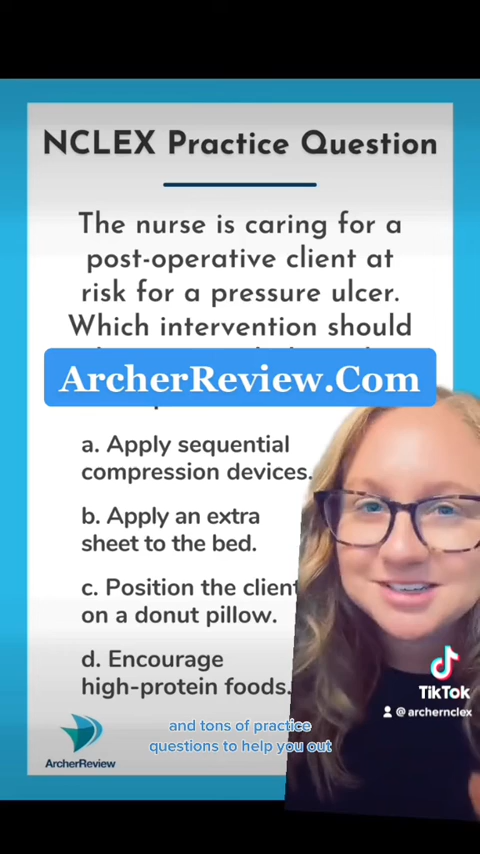 NCLEX Practice Question
The nurse is caring for a
post-operative client at
risk for a pressure ulcer.
Which intervention should
ArcherReview.Com
a. Apply sequential
compression devices.
b. Apply an extra
sheet to the bed.
c. Position the client
on a donut pillow.
d. Encourage
high-protein foods.
TikTok
@archernclex
and tons of practice
questions to help you out
ArcherReview